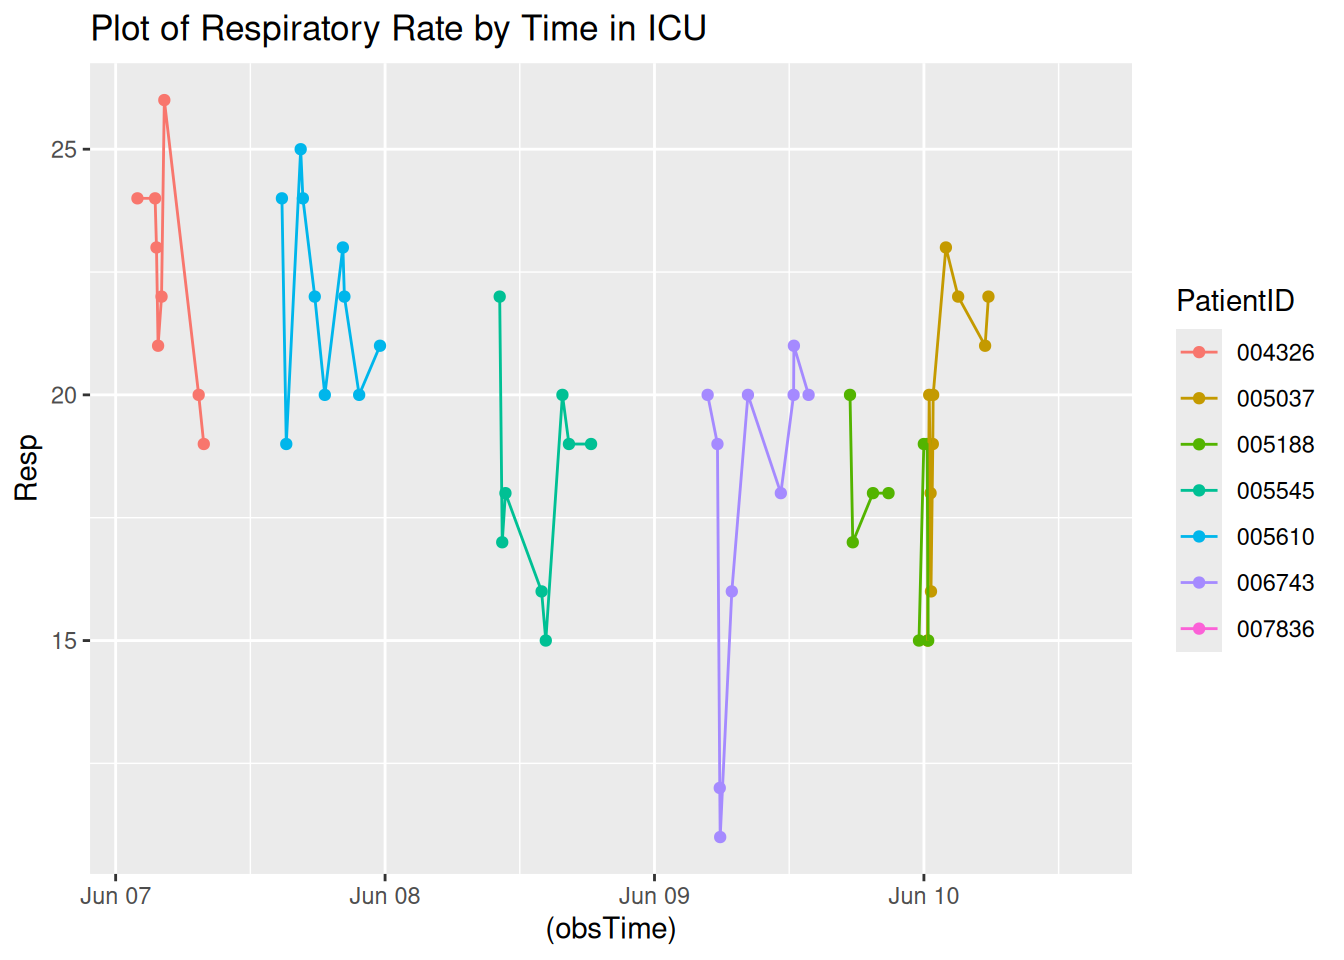 Plot of Respiratory Rate by Time in ICU
25
20
15
Resp
Jun 07
Jun 08
Jun 09
Jun 10
(obsTime)
PatientID
004326
005037
005188
005545
005610
006743
007836